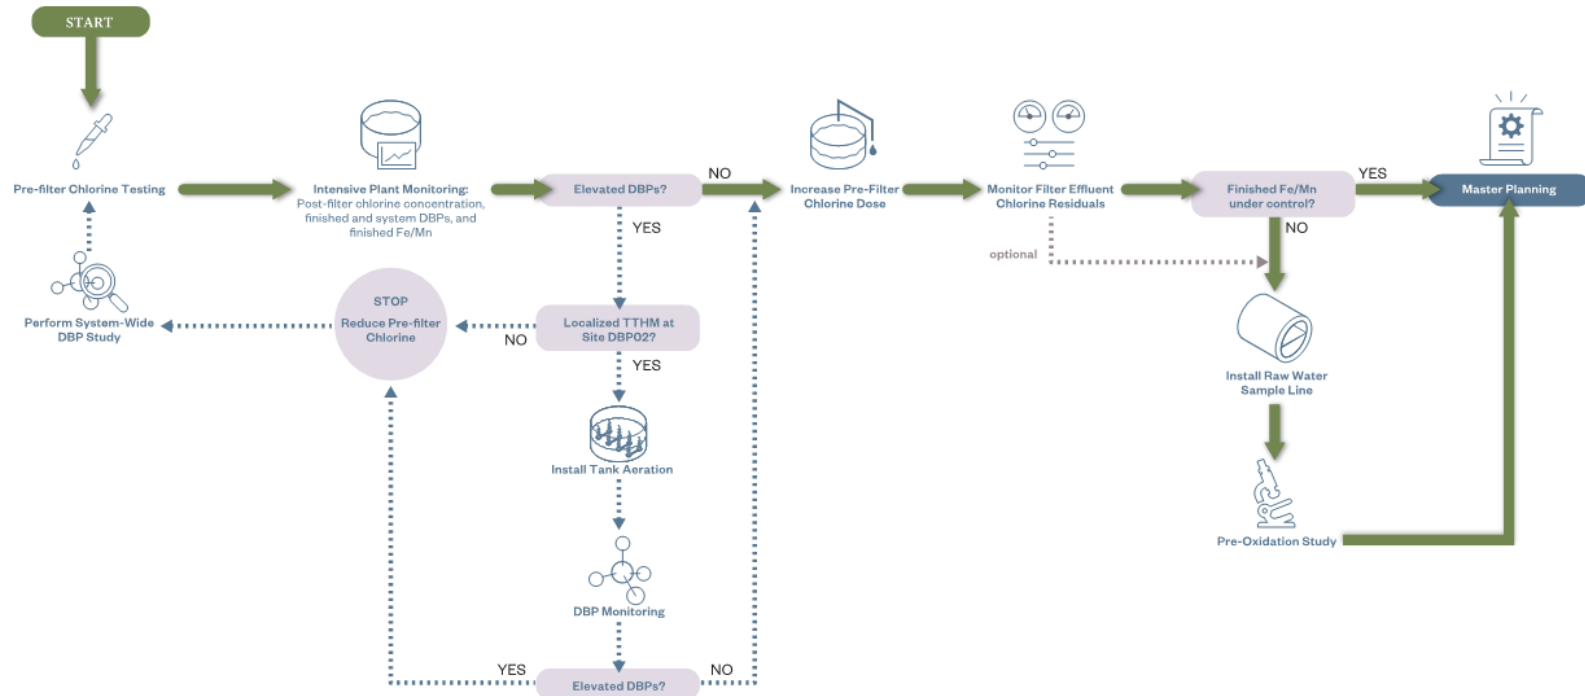 START
Pre-filter Chlorine Testing
Intensive Plant Monitoring:
Post-filter chlorine concentration,
finished and system DBPs, and
finished Fe/Mn
Elevated DBPs?
NO
YES
Increase Pre-Filter
Chlorine Dose
Monitor Filter Effluent
Chlorine Residuals
optional
Finished Fe/Mn
under control?
YES
NO
Master Planning
Perform System-Wide
DBP Study
STOP
Reduce Pre-filter
Chlorine
Localized TTHM at
Site DBP02?
NO
YES
Install Raw Water
Sample Line
Install Tank Aeration
Pre-Oxidation Study
DBP Monitoring
YES
Elevated DBPs?
NO